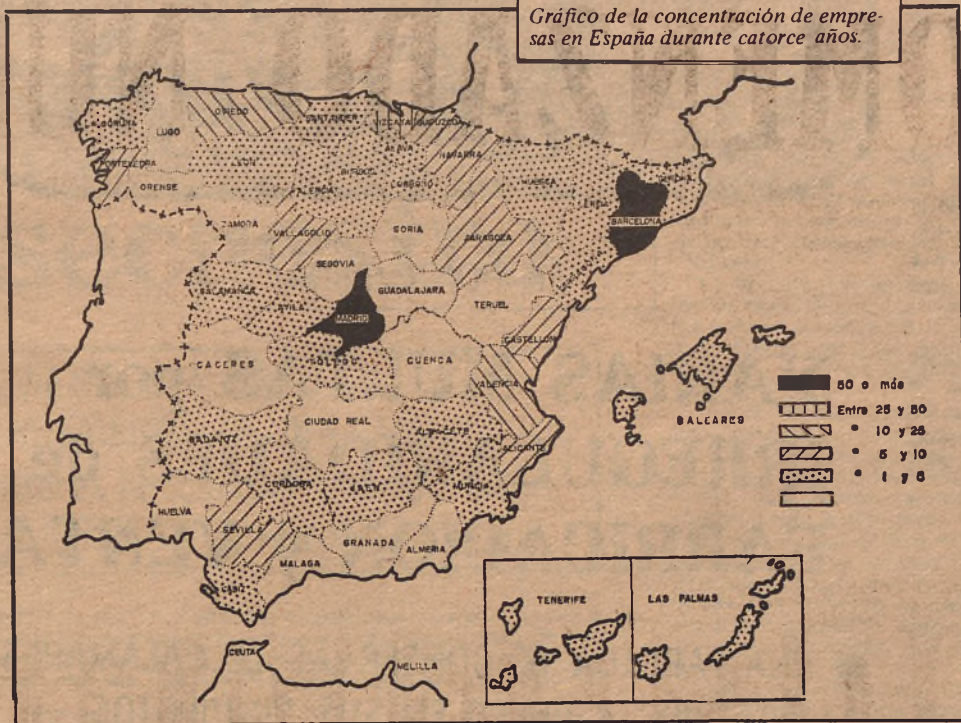 Gráfico de la concentración de empre-
sas en España durante catorce años.
LA CORUÑA
LUGO
OVIEDO
SANTANDER
VIZCAYA
GUIPUZCOA
ALAVA
NAVARRA
PONTEVEDRA
ORENSE
LEON
PALENCIA
BURGOS
LOGROÑO
HUESCA
LERIDA
GERONA
BARCELONA
ZAMORA
VALLADOLID
SORIA
ZARAGOZA
TARRAGONA
SEGOVIA
SALAMANCA
AVILA
MADRID
GUADALAJARA
TERUEL
CASTELLON
CACERES
TOLEDO
CUENCA
VALENCIA
BALEARES
BADAJOZ
CIUDAD REAL
ALBACETE
ALICANTE
HUELVA
SEVILLA
CORDOBA
JAEN
MURCIA
CADIZ
MALAGA
GRANADA
ALMERIA
CEUTA
MELILLA
TENERIFE
LAS PALMAS
50 o más
Entre 25 y 50
" 10 y 25
" 5 y 10
" 1 y 5